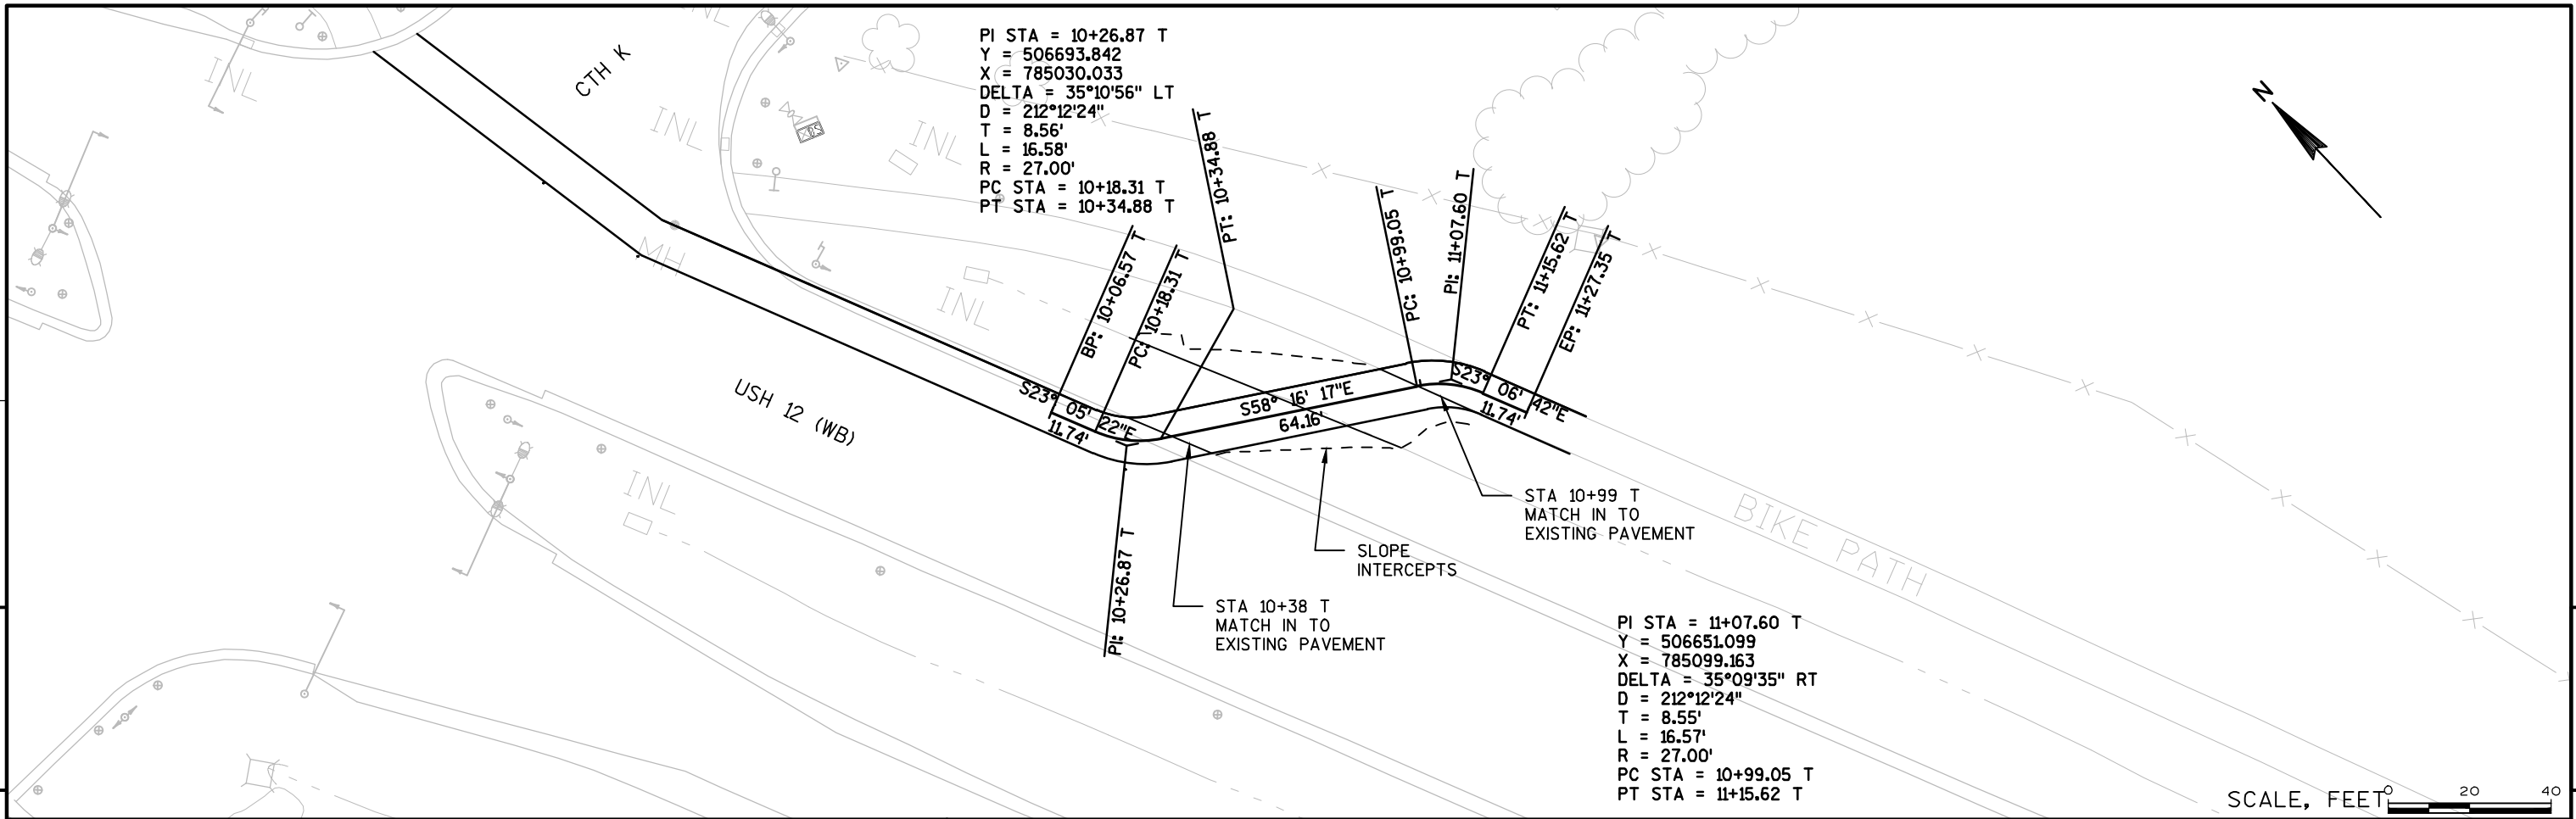 PI STA = 10+26.87 T
Y = 506693.842
X = 785030.033
DELTA = 35°10'56" LT
D = 212°12'24"
T = 8.56'
L = 16.58'
R = 27.00'
PC STA = 10+18.31 T
PT STA = 10+34.88 T
CTH K
INL
INL
INL
INL
INL
N
MH
INL
USH 12 (WB)
BP: 10+06.57 T
PC: 10+18.31 T
PT: 10+34.88 T
PC: 10+99.05 T
PI: 11+07.60 T
PT: 11+15.62 T
EP: 11+27.35 T
S23° 05' 22"E
11.74'
S58° 16' 17"E
64.16'
S23° 06' 42"E
11.74'
PI: 10+26.87 T
STA 10+99 T
MATCH IN TO
EXISTING PAVEMENT
SLOPE
INTERCEPTS
STA 10+38 T
MATCH IN TO
EXISTING PAVEMENT
BIKE PATH
PI STA = 11+07.60 T
Y = 506651.099
X = 785099.163
DELTA = 35°09'35" RT
D = 212°12'24"
T = 8.55'
L = 16.57'
R = 27.00'
PC STA = 10+99.05 T
PT STA = 11+15.62 T
SCALE, FEET 0 20 40